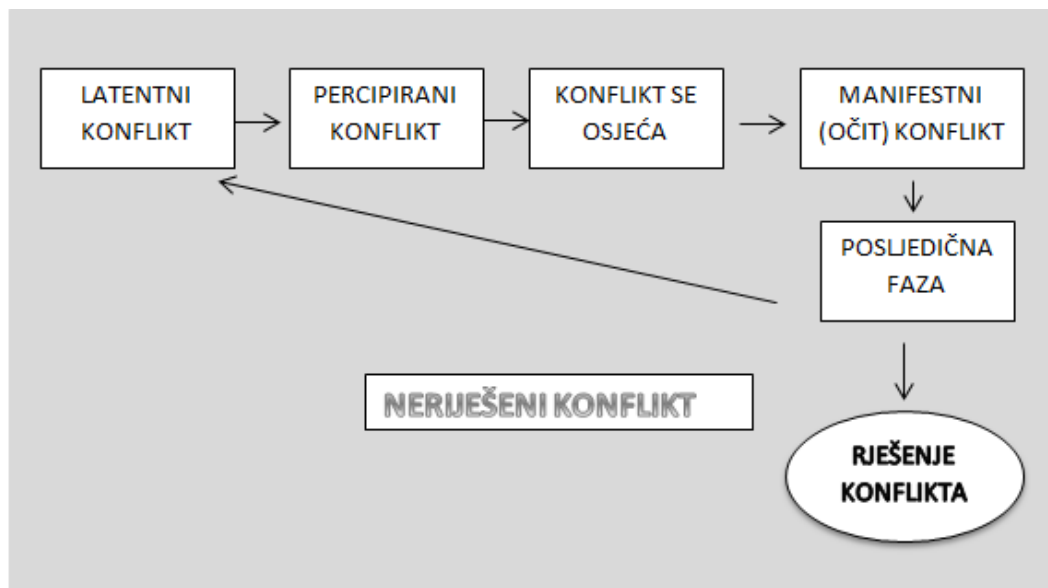 LATENTNI
KONFLIKT
PERCIPIRANI
KONFLIKT
KONFLIKT SE
OSJEĆA
MANIFESTNI
(OČIT) KONFLIKT
POSLJEDIČNA
FAZA
NERIJEŠENI KONFLIKT
RJEŠENJE
KONFLIKTA